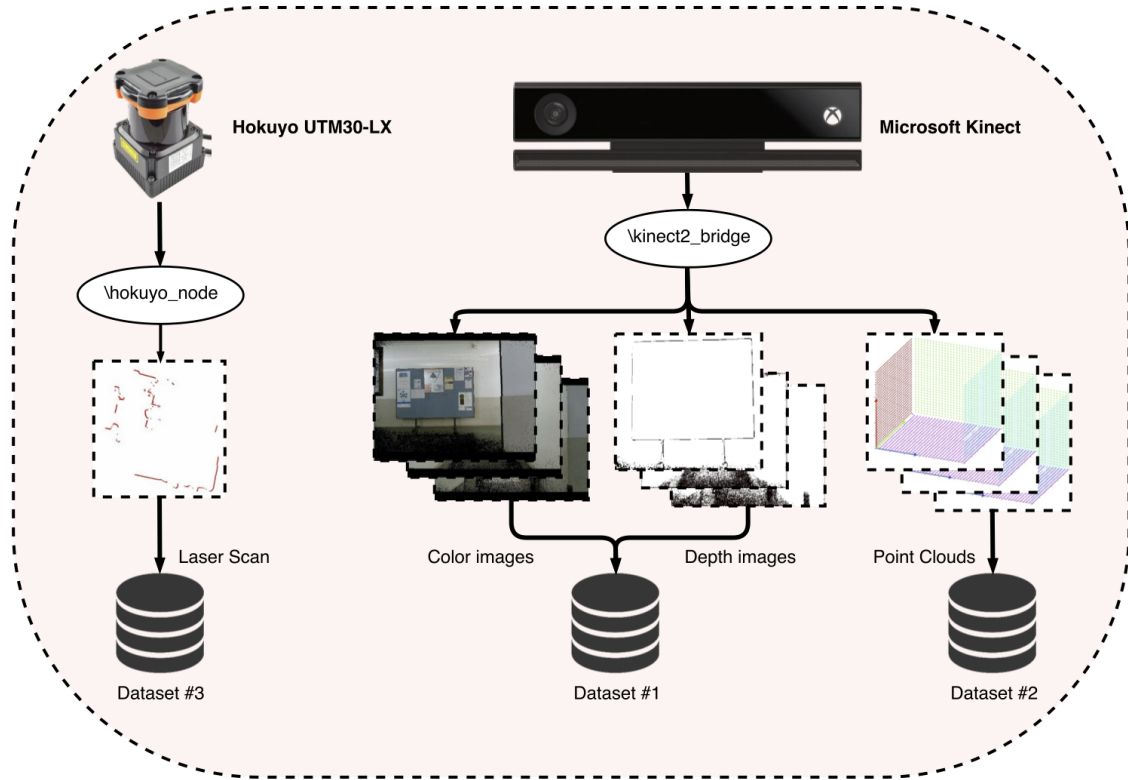 Hokuyo UTM30-LX
Microsoft Kinect
\kinect2_bridge
\hokuyo_node
Laser Scan
Color images
Depth images
Point Clouds
Dataset #3
Dataset #1
Dataset #2